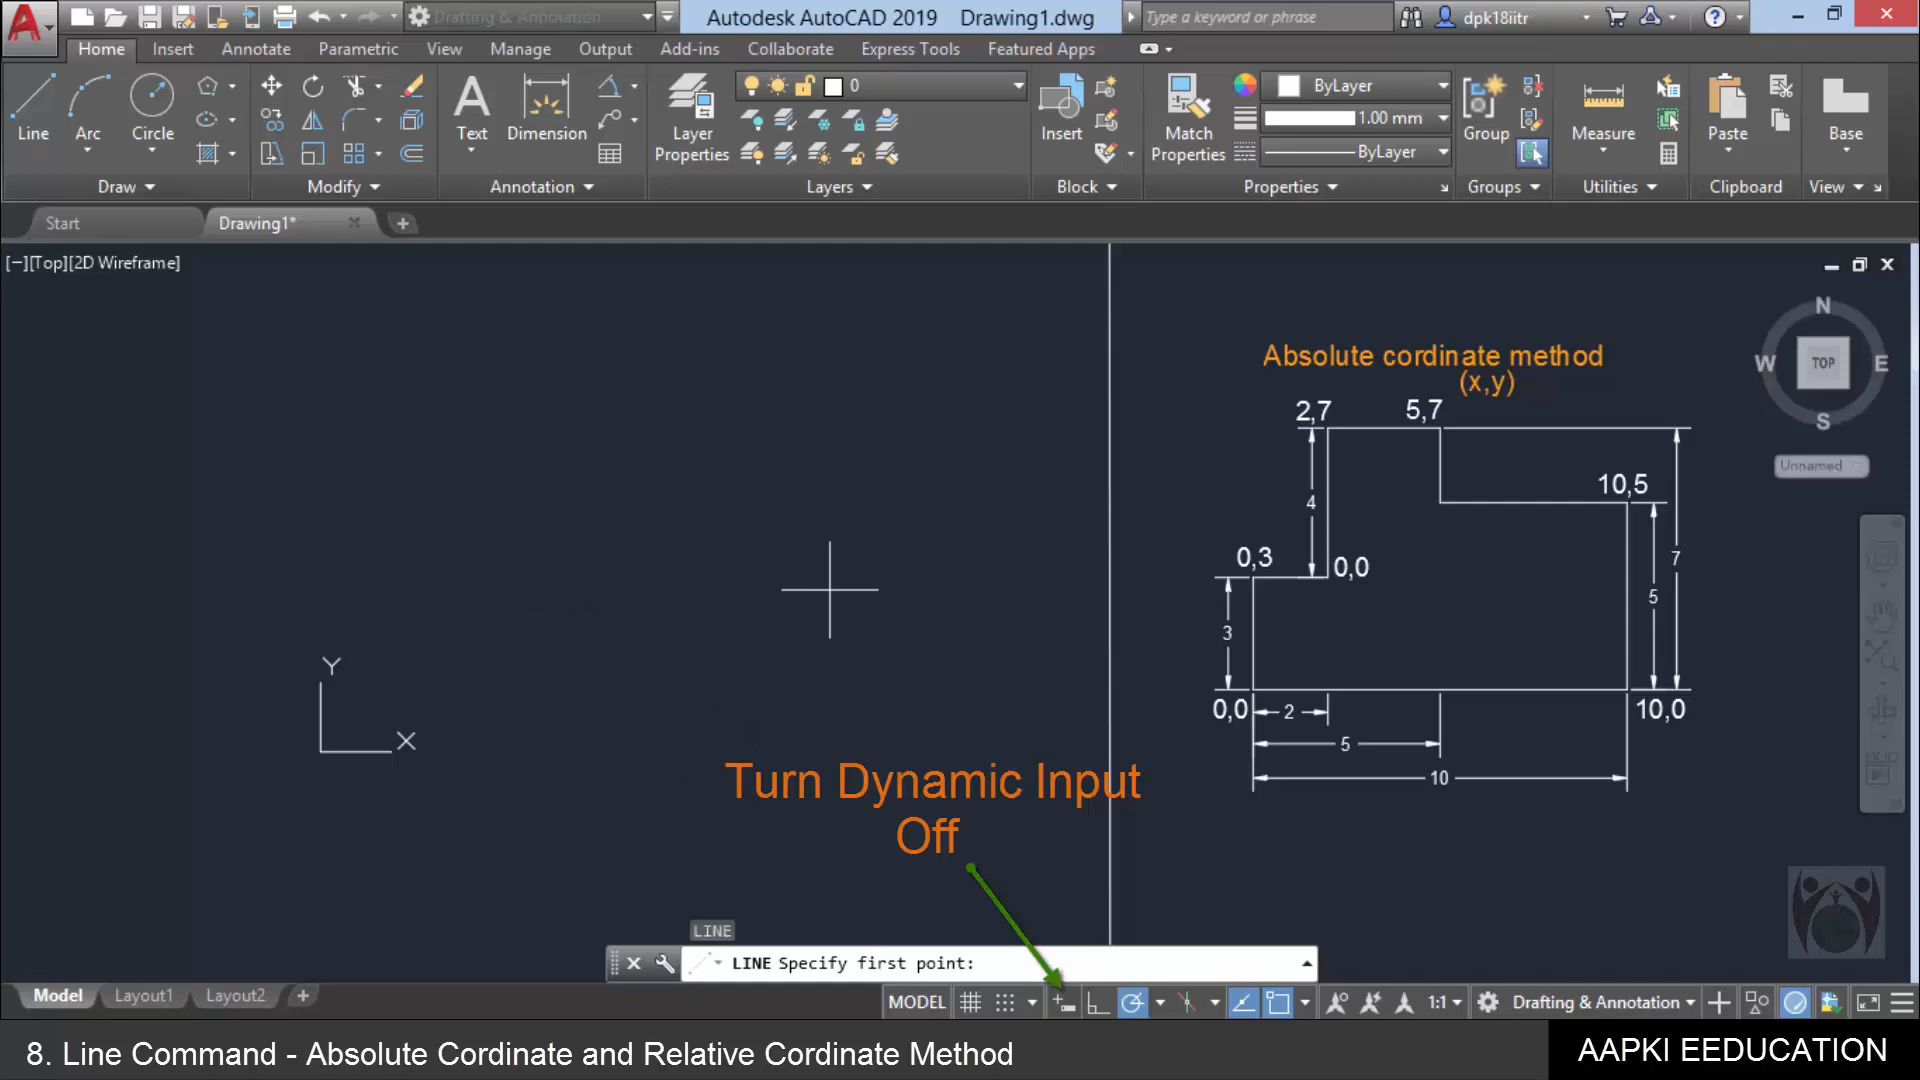 Drafting & Annotation
Autodesk AutoCAD 2019 Drawing1.dwg
Type a keyword or phrase
dpk18iitr
Home Insert Annotate Parametric View Manage Output Add-ins Collaborate Express Tools Featured Apps
Line Arc Circle
Text Dimension
Layer Properties
0
Insert
Match Properties
ByLayer
1.00 mm
ByLayer
Group
Measure
Paste
Base
Draw Modify Annotation Layers Block Properties Groups Utilities Clipboard View
Start Drawing1*
[−][Top][2D Wireframe]
N
W TOP E
S
Unnamed
Absolute cordinate method
(x,y)
2,7 5,7
10,5
4
0,3 0,0
7
5
3
0,0 2 10,0
5
10
Y
X
Turn Dynamic Input
Off
LINE
LINE Specify first point:
Model Layout1 Layout2
MODEL 1:1 Drafting & Annotation
8. Line Command - Absolute Cordinate and Relative Cordinate Method
AAPKI EEDUCATION